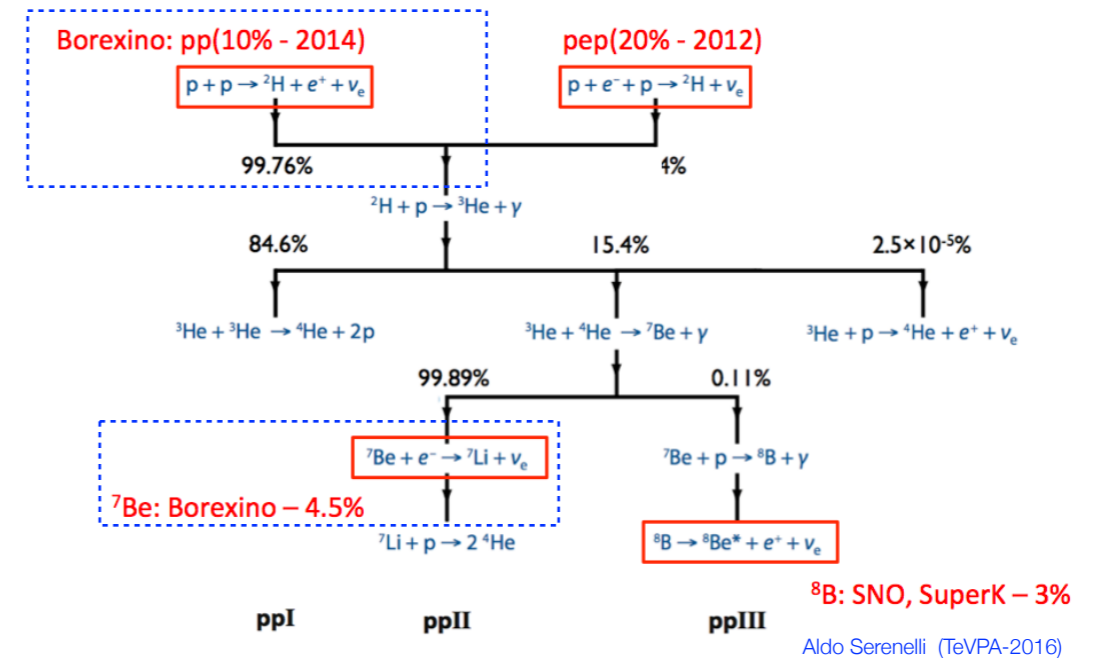 Borexino: pp(10% - 2014) pep(20% - 2012)
p + p → ²H + e⁺ + νₑ p + e⁻ + p → ²H + νₑ
99.76% 4%
²H + p → ³He + γ
84.6% 15.4% 2.5×10⁻⁵%
³He + ³He → ⁴He + 2p ³He + ⁴He → ⁷Be + γ ³He + p → ⁴He + e⁺ + νₑ
99.89% 0.11%
⁷Be + e⁻ → ⁷Li + νₑ ⁷Be + p → ⁸B + γ
⁷Be: Borexino – 4.5%
⁷Li + p → 2 ⁴He ⁸B → ⁸Be* + e⁺ + νₑ
⁸B: SNO, SuperK – 3%
ppI ppII ppIII
Aldo Serenelli (TeVPA-2016)